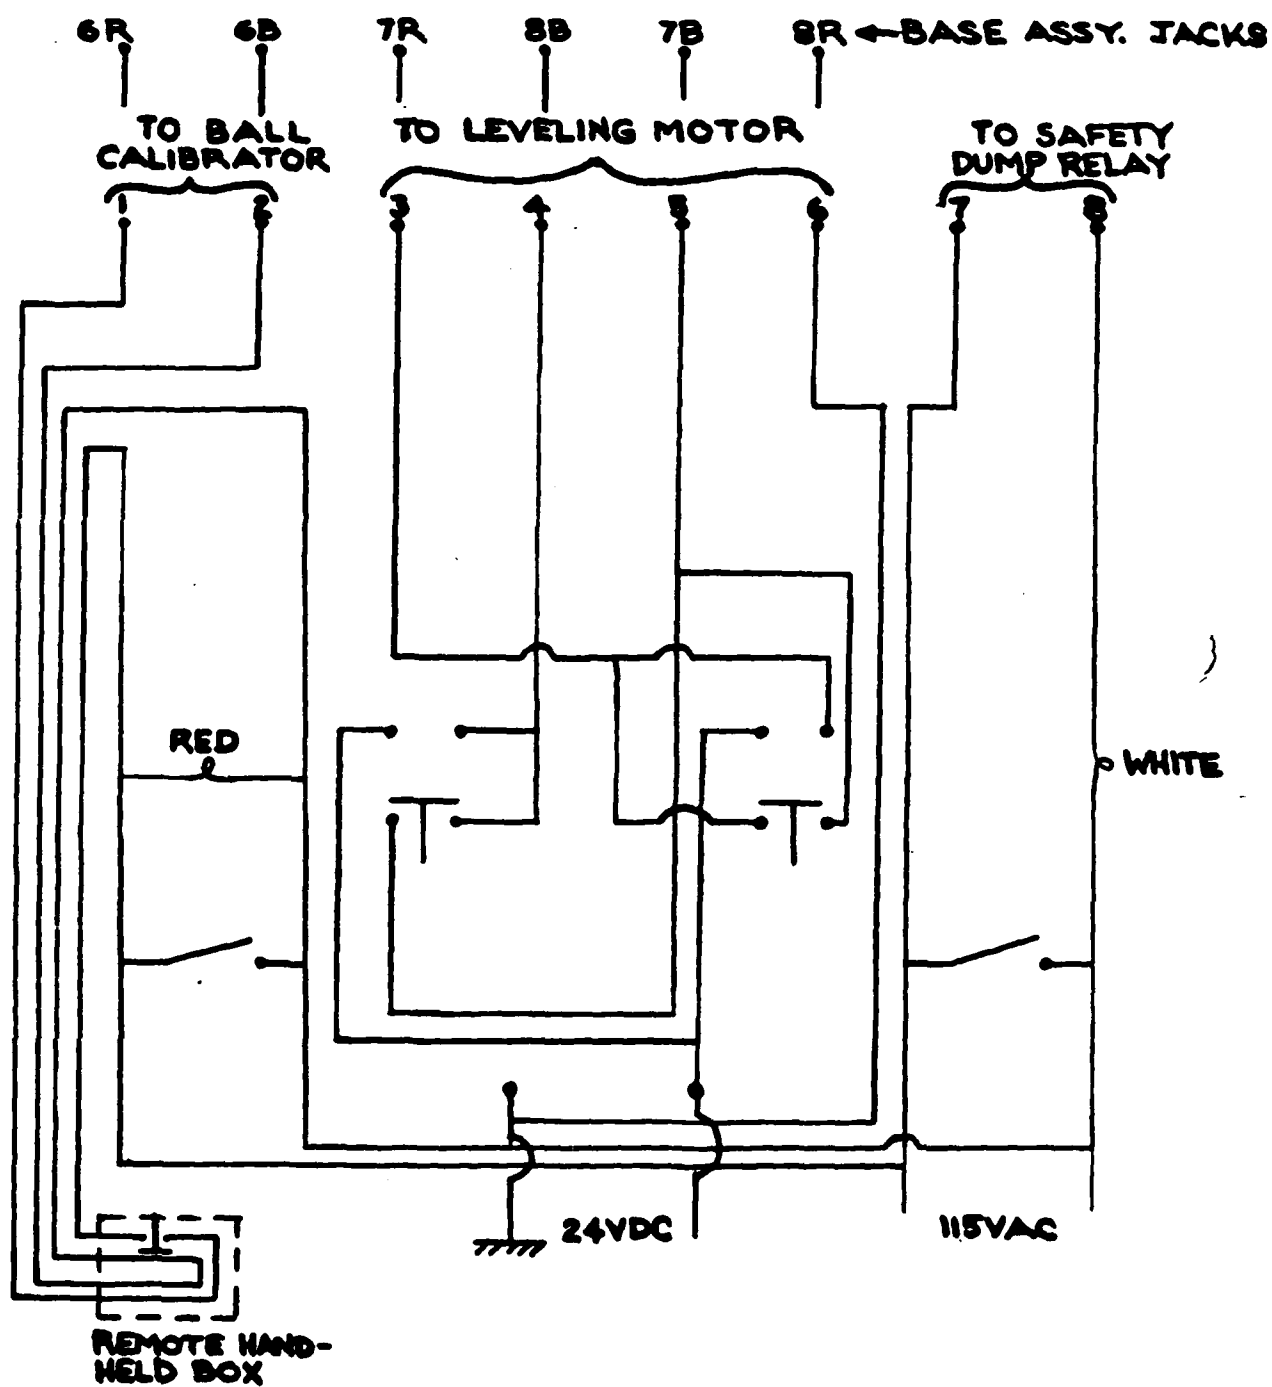 6R 6B 7R 8B 7B 8R ← BASE ASSY. JACKS
TO BALL
CALIBRATOR
TO LEVELING MOTOR
TO SAFETY
DUMP RELAY
1 2 3 4 5 6 7 8
RED
WHITE
24VDC
115VAC
REMOTE HAND-
HELD BOX